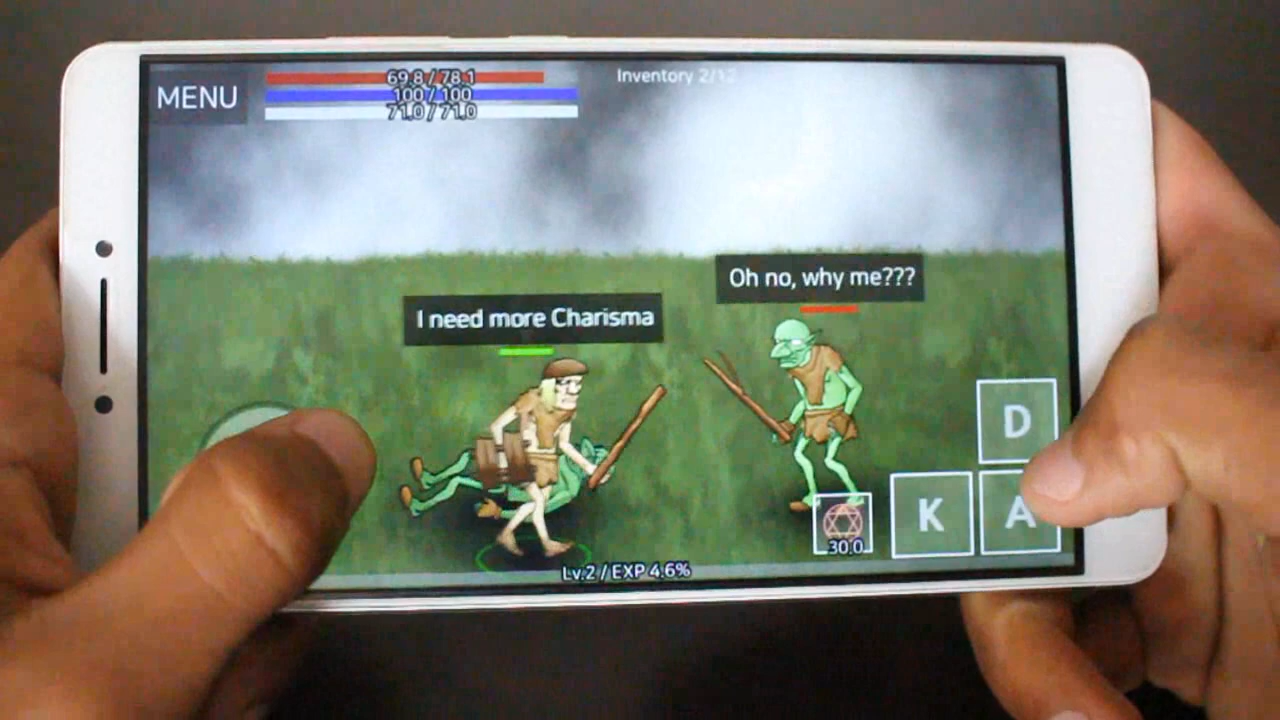 MENU
69.8 / 78.1
100 / 100
71.0 / 71.0
Inventory 2/12
Oh no, why me???
I need more Charisma
D
K
A
30.0
Lv.2 / EXP 4.6%